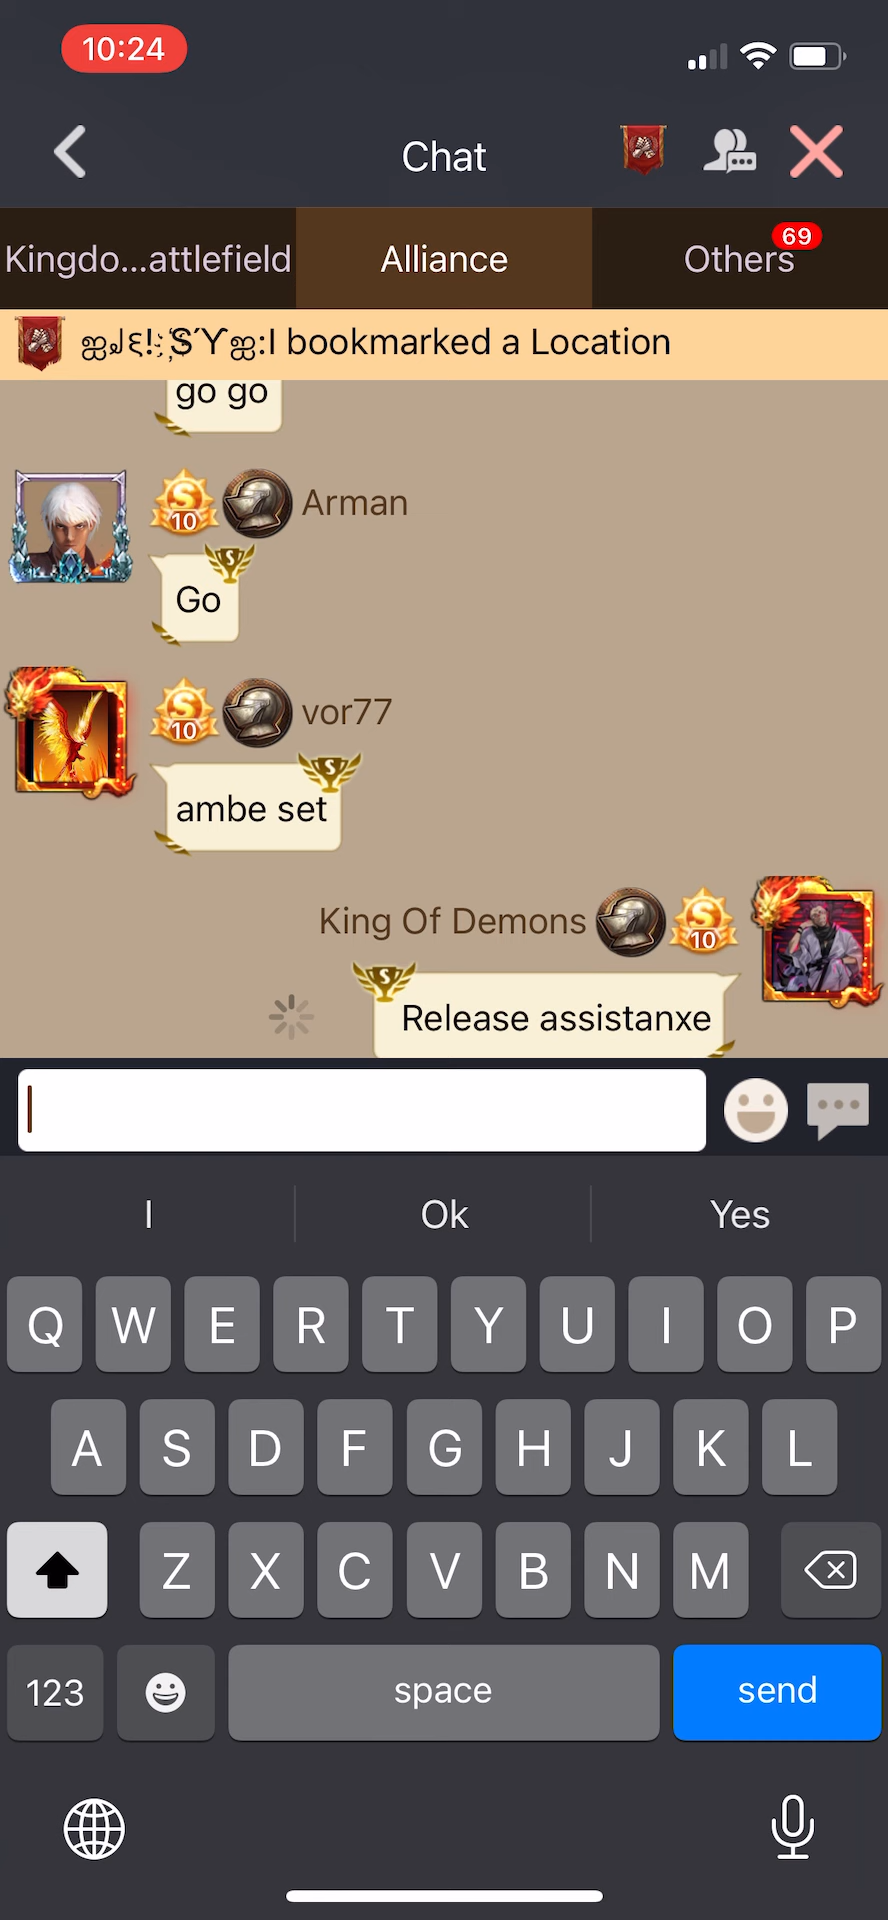 10:24
Chat
Kingdo...attlefield
Alliance
Others
69
:I bookmarked a Location
go go
S
10
Arman
S
Go
S
10
vor77
S
ambe set
King Of Demons
S
10
S
Release assistanxe
I
Ok
Yes
Q W E R T Y U I O P
A S D F G H J K L
Z X C V B N M
123
space
send